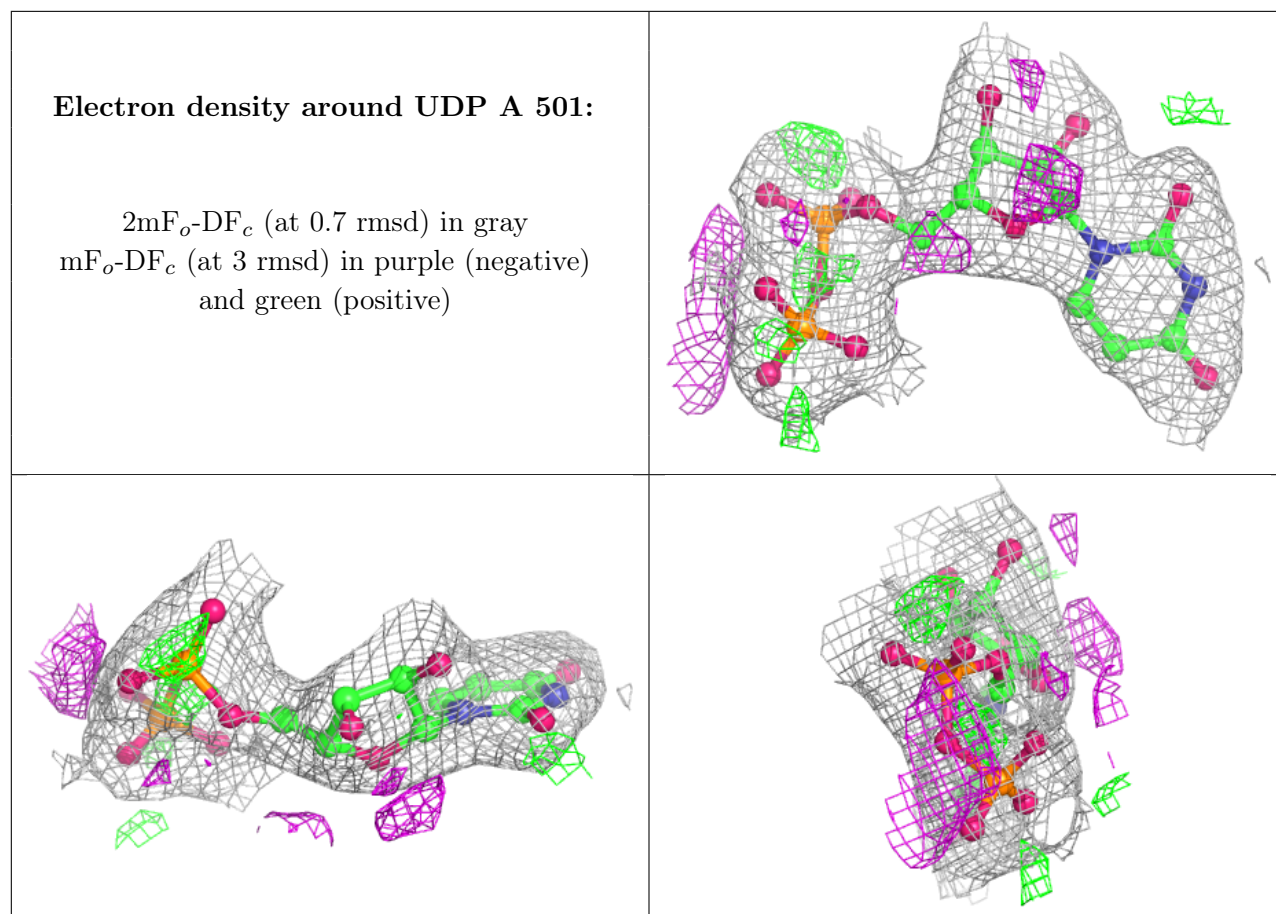 Electron density around UDP A 501:
2mFₒ-DF𝒸 (at 0.7 rmsd) in gray
mFₒ-DF𝒸 (at 3 rmsd) in purple (negative)
and green (positive)